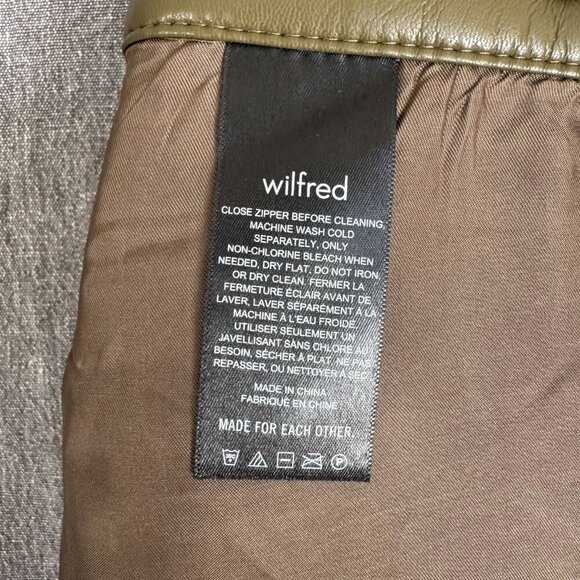 wilfred
CLOSE ZIPPER BEFORE CLEANING,
MACHINE WASH COLD
SEPARATELY, ONLY
NON-CHLORINE BLEACH WHEN
NEEDED, DRY FLAT, DO NOT IRON,
OR DRY CLEAN. FERMER LA
FERMETURE ÉCLAIR AVANT DE
LAVER, LAVER SÉPARÉMENT À LA
MACHINE À L'EAU FROIDE,
UTILISER SEULEMENT UN
JAVELLISANT SANS CHLORE AU
BESOIN, SÉCHER À PLAT, NE PAS
REPASSER, OU NETTOYER À SEC
MADE IN CHINA
FABRIQUÉ EN CHINE
MADE FOR EACH OTHER.
30C P